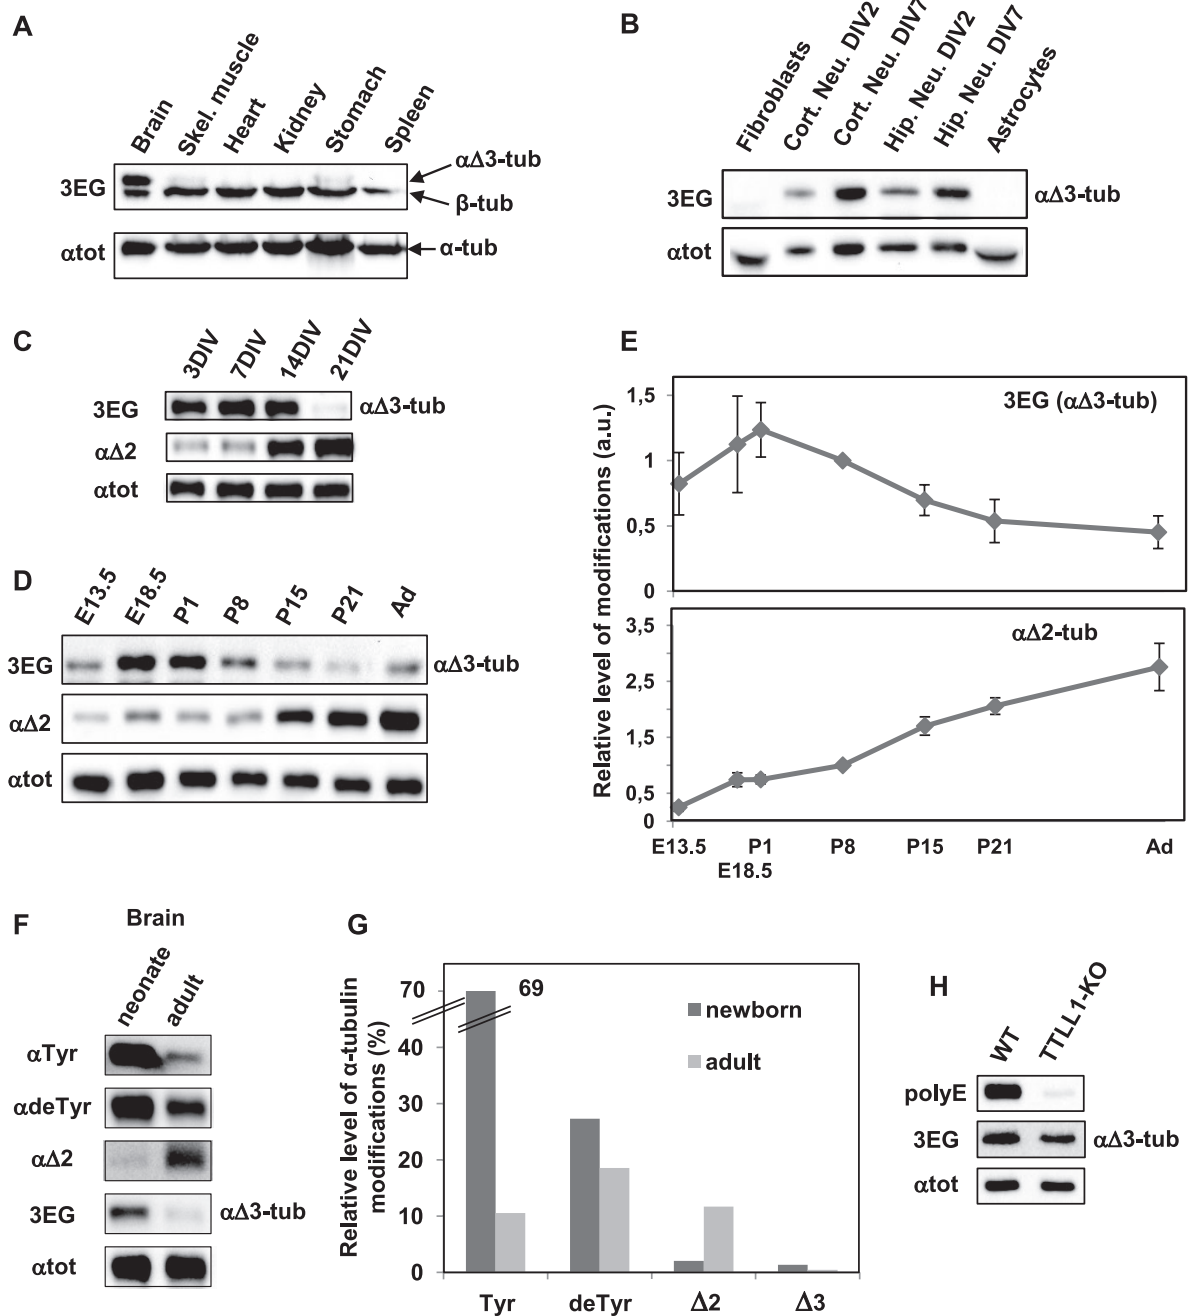 A
Brain
Skel. muscle
Heart
Kidney
Stomach
Spleen
3EG
αΔ3-tub
β-tub
αtot
α-tub
B
Fibroblasts
Cort. Neu. DIV2
Cort. Neu. DIV7
Hip. Neu. DIV2
Hip. Neu. DIV7
Astrocytes
3EG
αΔ3-tub
αtot
C
3DIV
7DIV
14DIV
21DIV
3EG
αΔ3-tub
αΔ2
αtot
D
E13.5
E18.5
P1
P8
P15
P21
Ad
3EG
αΔ3-tub
αΔ2
αtot
E
Relative level of modifications (a.u.)
3EG (αΔ3-tub)
1,5
1
0,5
0
αΔ2-tub
3,5
2,5
1,5
0,5
0
E13.5
P1
P8
P15
P21
Ad
E18.5
F
Brain
neonate
adult
αTyr
αdeTyr
αΔ2
3EG
αΔ3-tub
αtot
G
Relative level of α-tubulin
modifications (%)
70
69
40
30
20
10
0
newborn
adult
Tyr
deTyr
Δ2
Δ3
H
WT
TTLL1-KO
polyE
3EG
αΔ3-tub
αtot